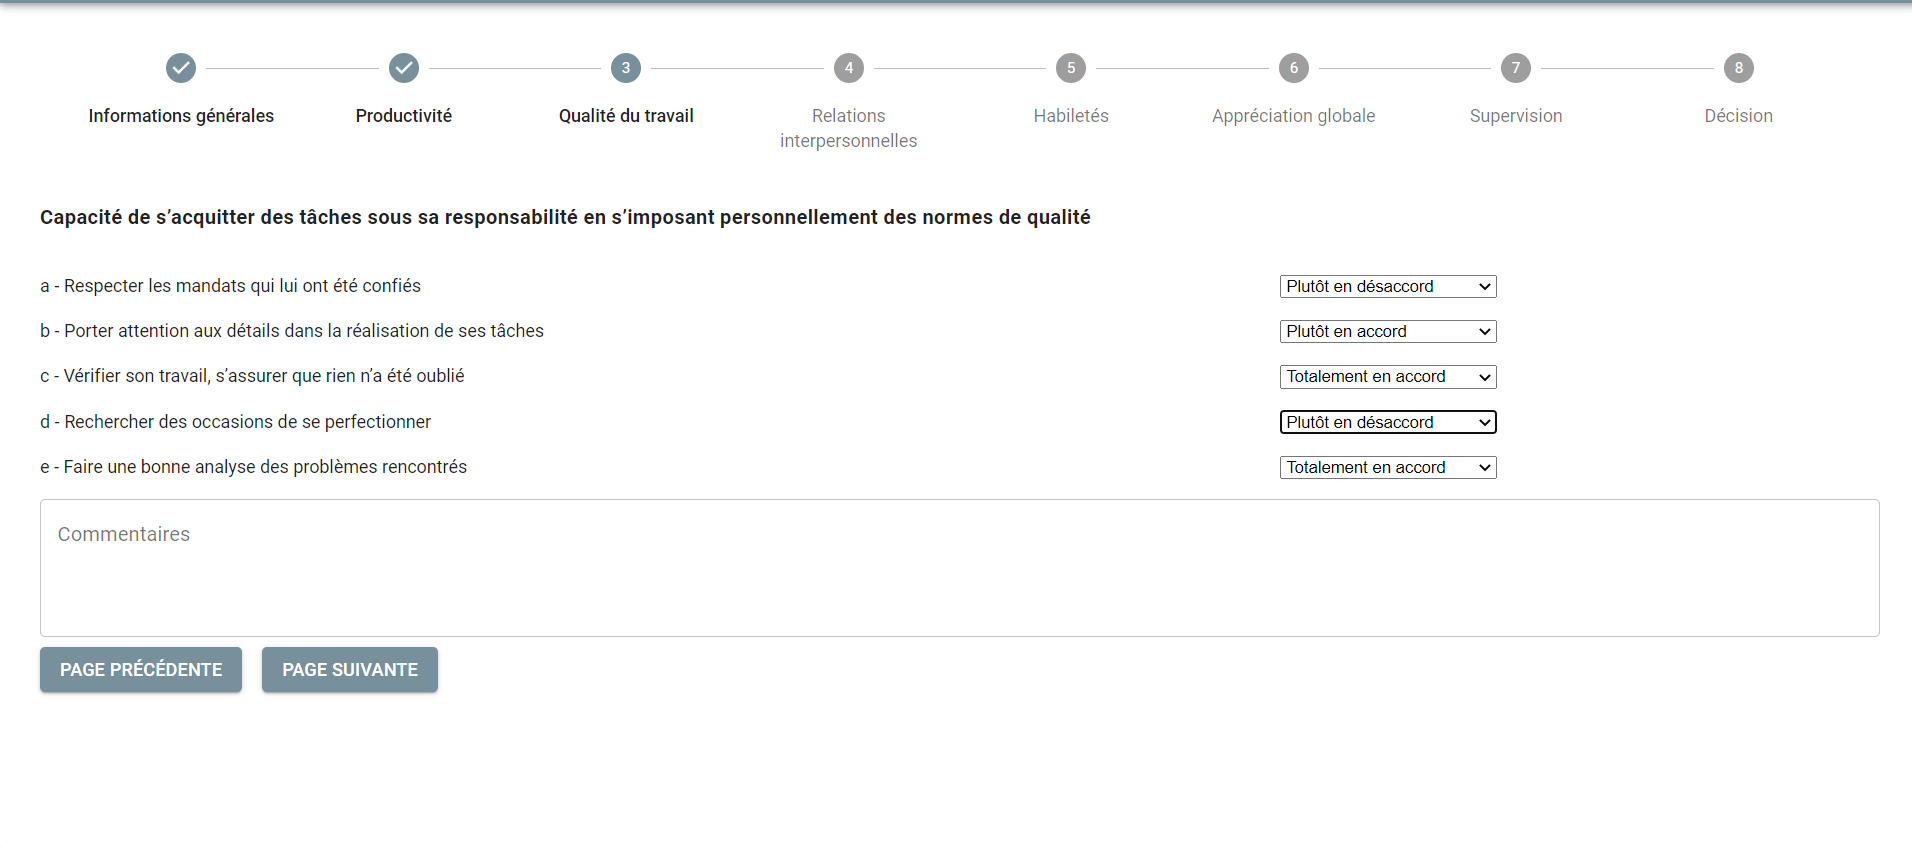 3
4
5
6
7
8
Informations générales
Productivité
Qualité du travail
Relations
interpersonnelles
Habiletés
Appréciation globale
Supervision
Décision
Capacité de s’acquitter des tâches sous sa responsabilité en s’imposant personnellement des normes de qualité
a - Respecter les mandats qui lui ont été confiés
Plutôt en désaccord
b - Porter attention aux détails dans la réalisation de ses tâches
Plutôt en accord
c - Vérifier son travail, s’assurer que rien n’a été oublié
Totalement en accord
d - Rechercher des occasions de se perfectionner
Plutôt en désaccord
e - Faire une bonne analyse des problèmes rencontrés
Totalement en accord
Commentaires
PAGE PRÉCÉDENTE
PAGE SUIVANTE